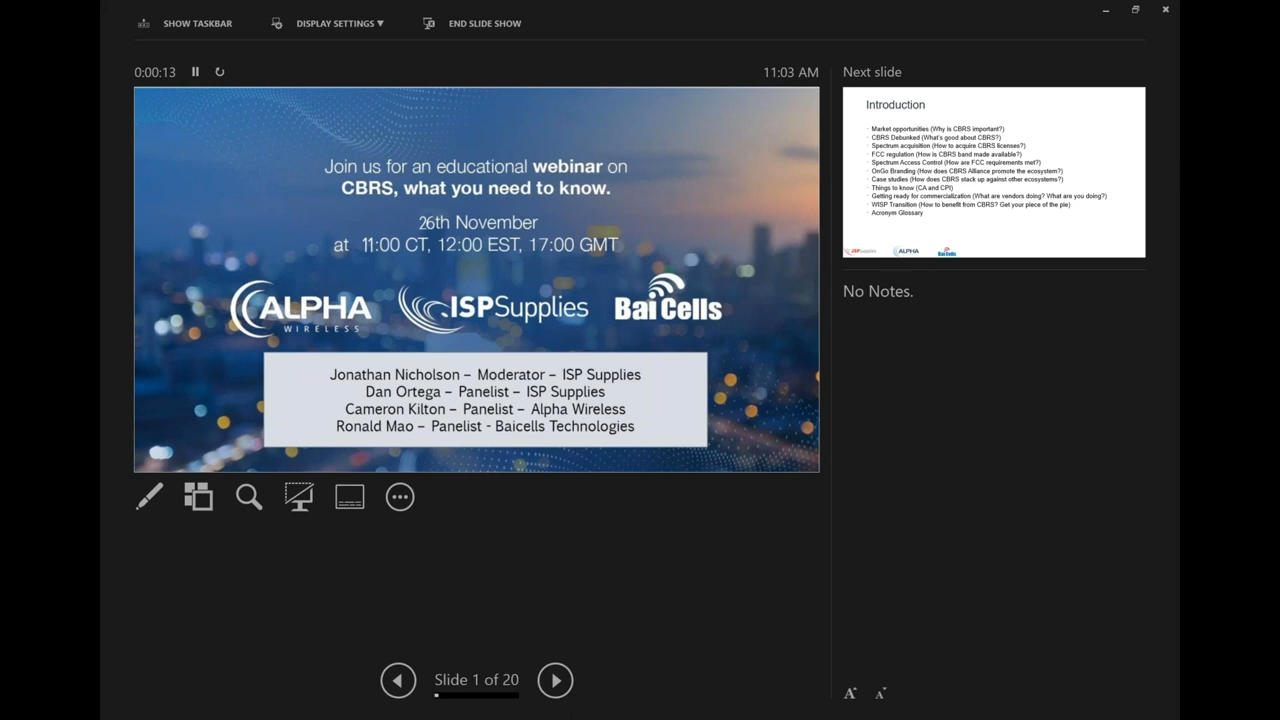 SHOW TASKBAR
DISPLAY SETTINGS ▼
END SLIDE SHOW
0:00:13
11:03 AM
Next slide
Join us for an educational webinar on
CBRS, what you need to know.
26th November
at 11:00 CT, 12:00 EST, 17:00 GMT
ALPHA
WIRELESS
ISPSupplies
BaiCells
Jonathan Nicholson – Moderator – ISP Supplies
Dan Ortega – Panelist – ISP Supplies
Cameron Kilton – Panelist – Alpha Wireless
Ronald Mao – Panelist - Baicells Technologies
Introduction
Market opportunities (Why is CBRS important?)
CBRS Debunked (What's good about CBRS?)
Spectrum acquisition (How to acquire CBRS licenses?)
FCC regulation (How is CBRS band made available?)
Spectrum Access Control (How are FCC requirements met?)
OnGo Branding (How does CBRS Alliance promote the ecosystem?)
Case studies (How does CBRS stack up against other ecosystems?)
Things to know (CA and CPI)
Getting ready for commercialization (What are vendors doing? What are you doing?)
WISP Transition (How to benefit from CBRS? Get your piece of the pie)
Acronym Glossary
ISPSupplies
ALPHA
BaiCells
No Notes.
Slide 1 of 20
A A